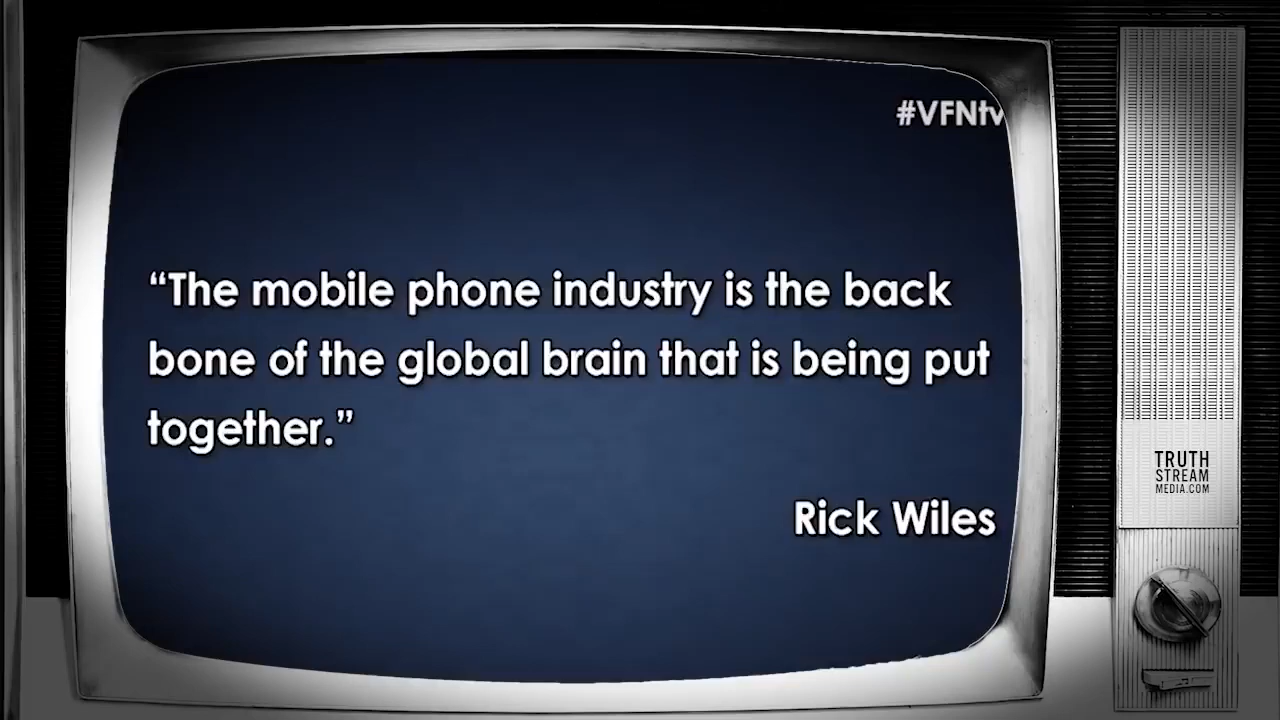 #VFNtv
“The mobile phone industry is the back
bone of the global brain that is being put
together.”
Rick Wiles
TRUTH
STREAM
MEDIA.COM